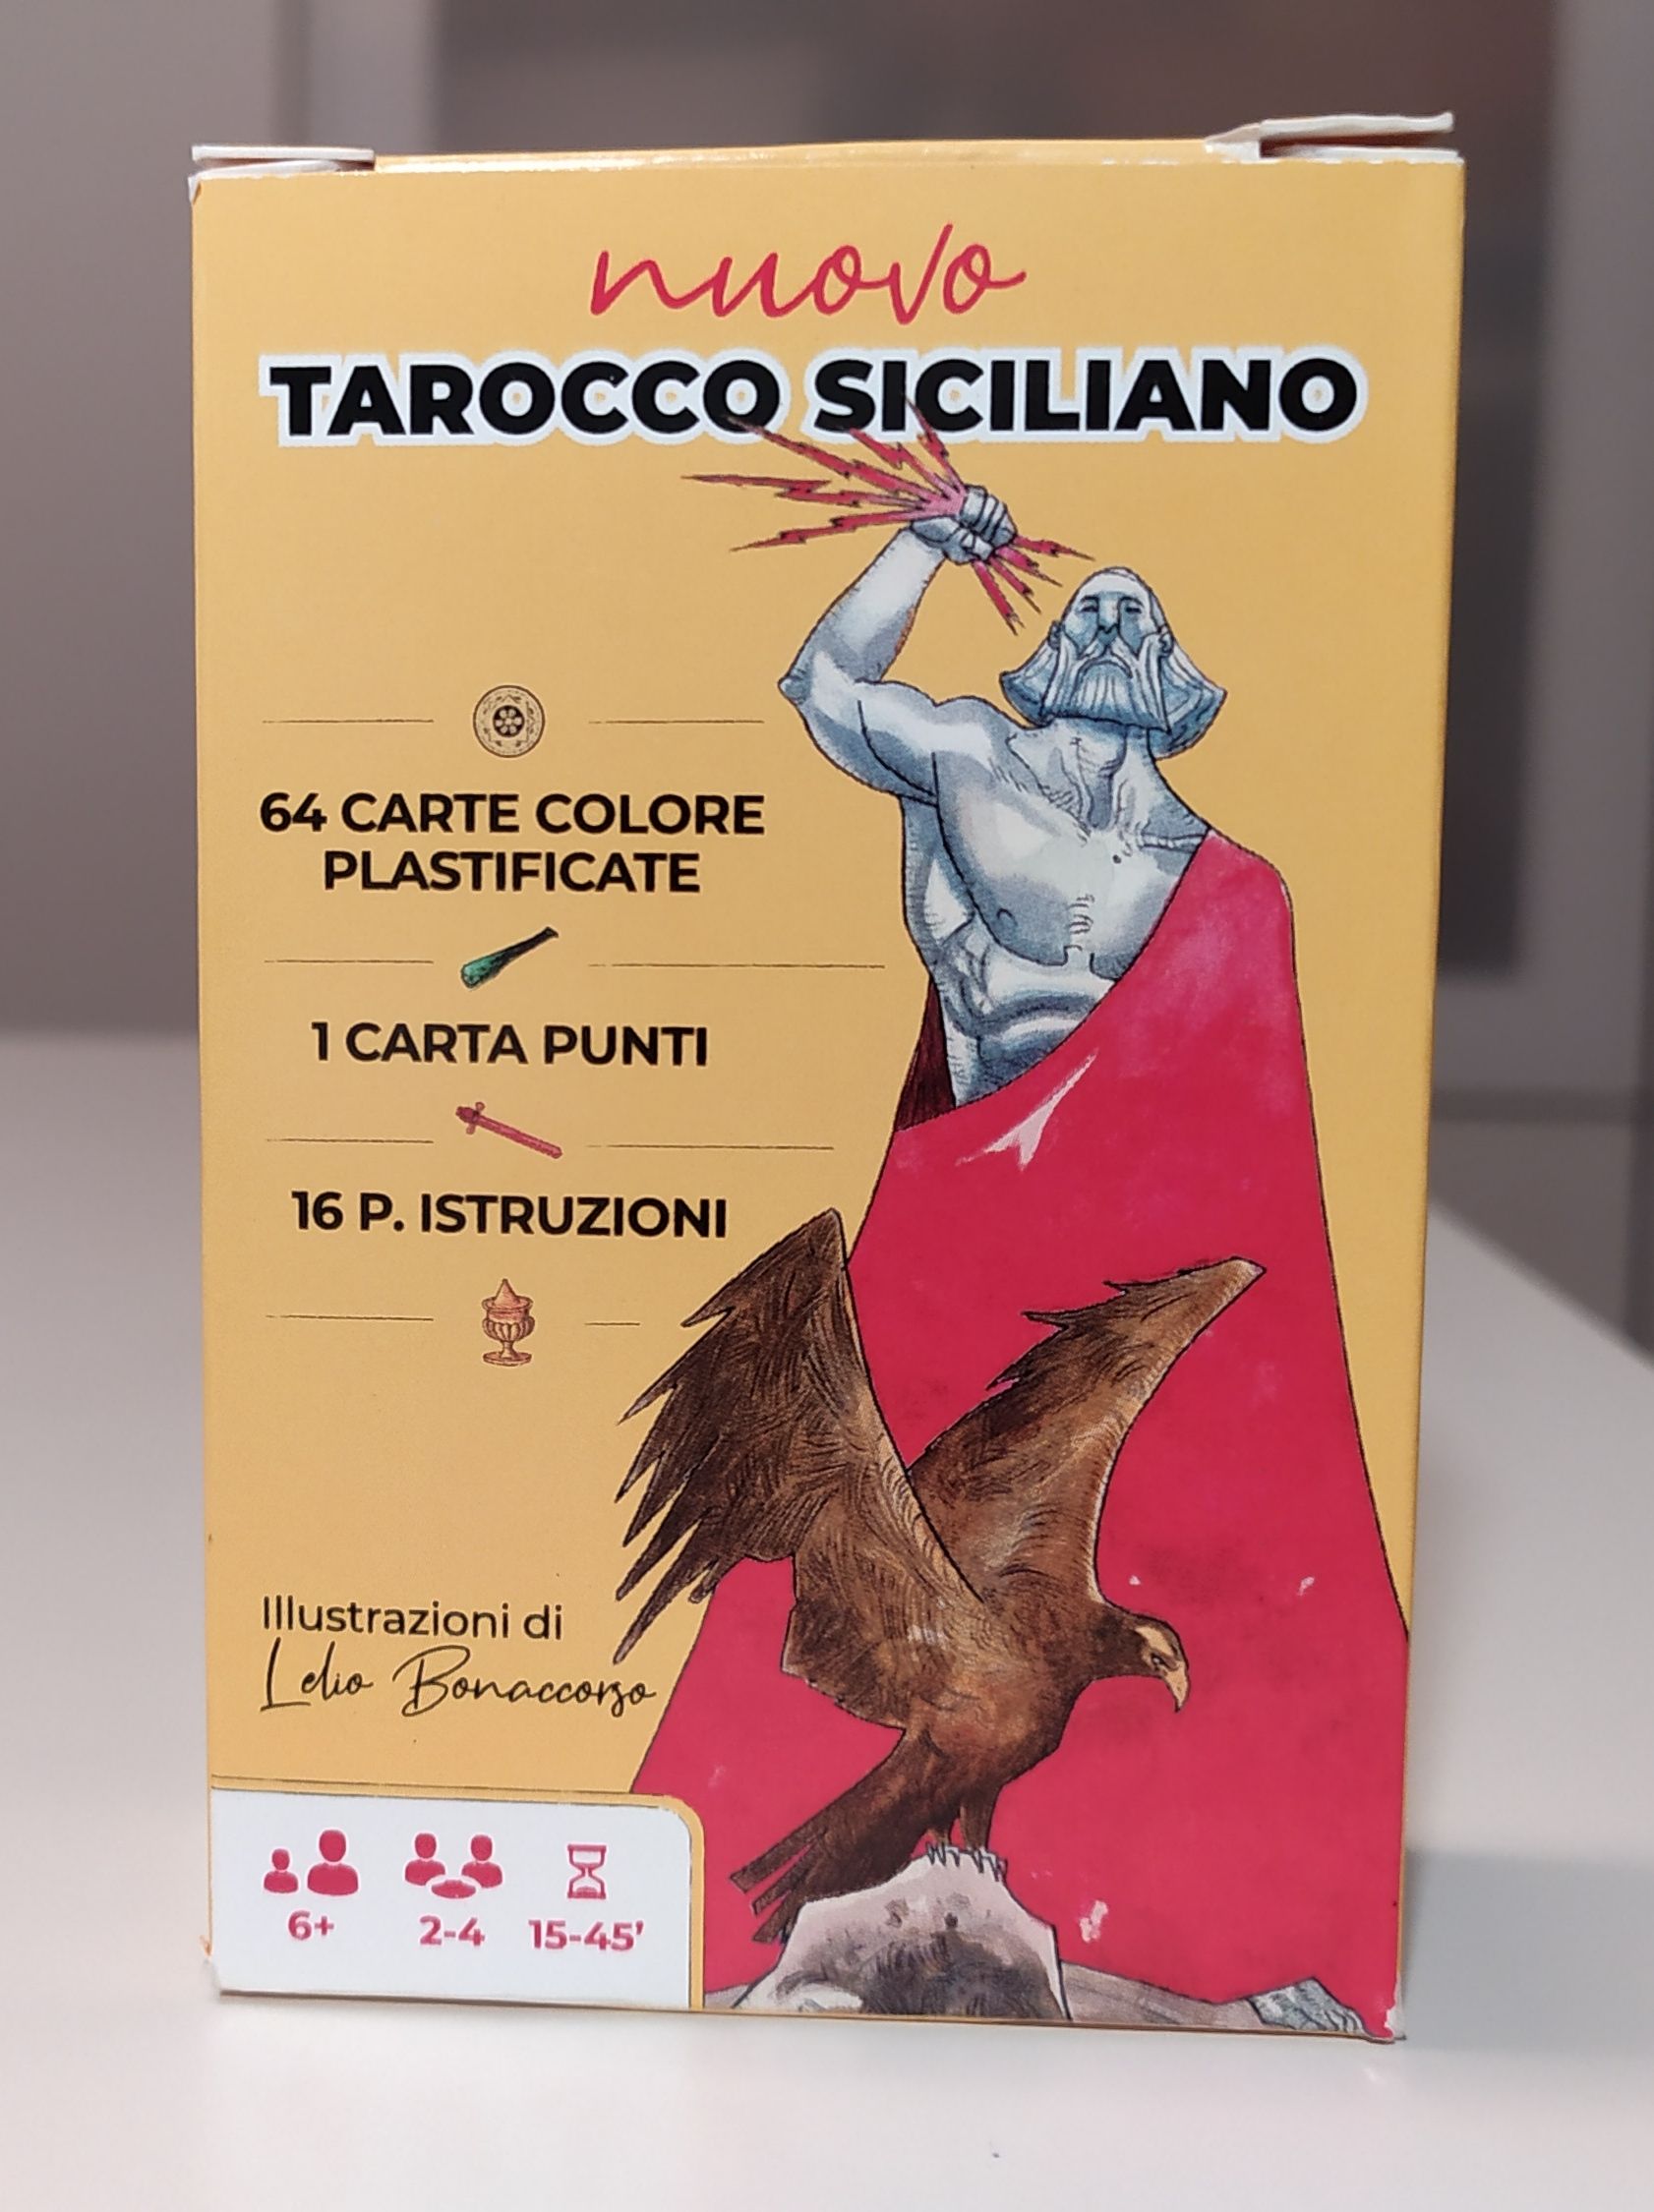 nuovo
TAROCCO SICILIANO
64 CARTE COLORE
PLASTIFICATE
1 CARTA PUNTI
16 P. ISTRUZIONI
Illustrazioni di
Lelio Bonaccorso
6+ 2-4 15-45’